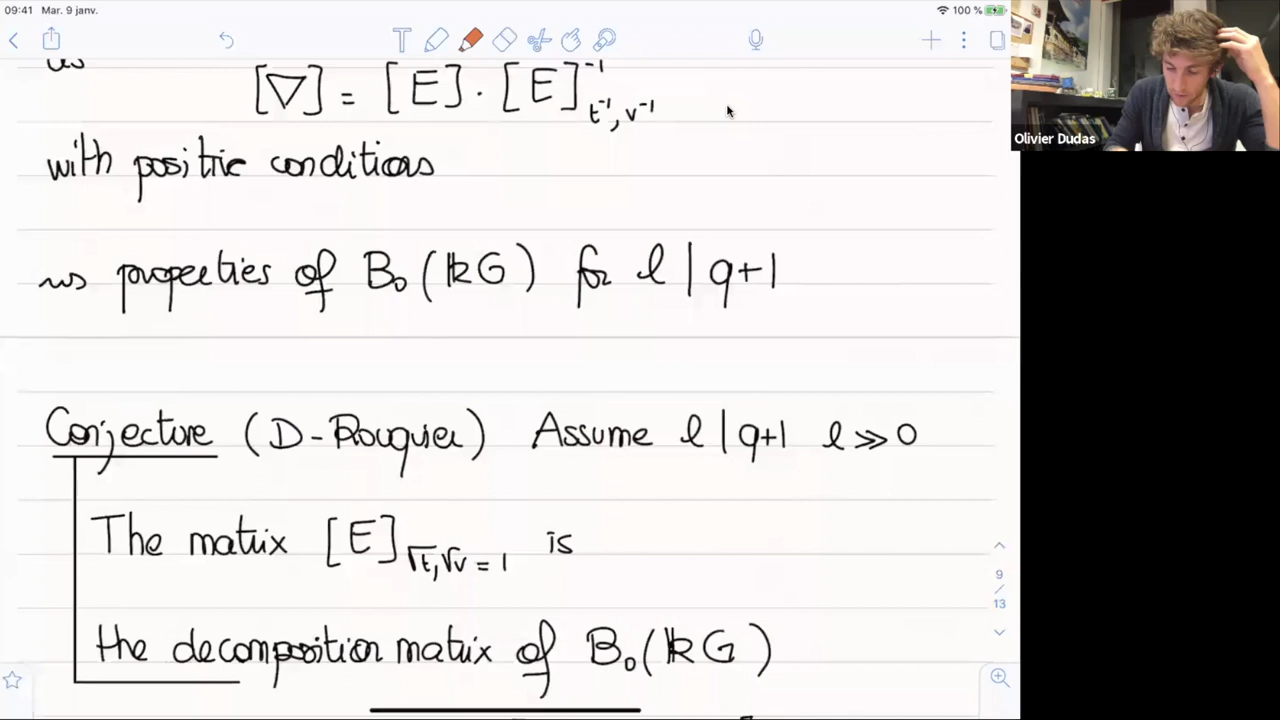 09:41 Mar. 9 janv.
100 %
[∇] = [E] · [E]⁻¹ t⁻¹, v⁻¹
with positive conditions
Olivier Dudas
⇝ properties of B₀(kG) for ℓ | q+1
Conjecture (D-Rouquier) Assume ℓ | q+1 ℓ ≫ 0
The matrix [E]√t,√v = 1 is
9
/
13
the decomposition matrix of B₀(kG)